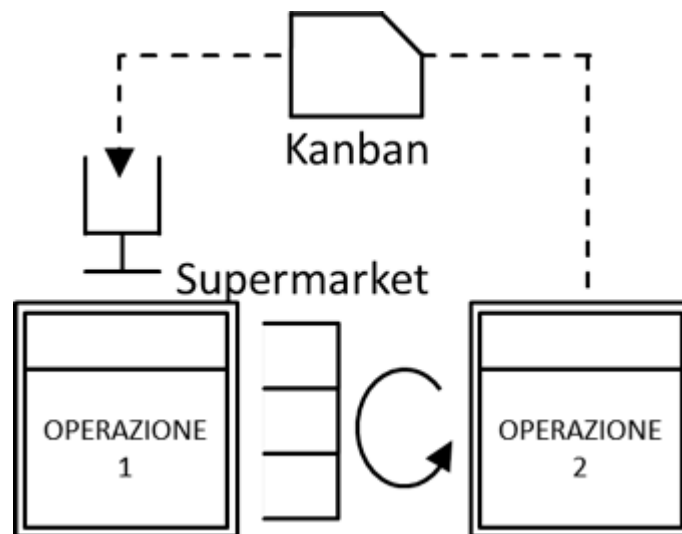 Kanban
Supermarket
OPERAZIONE
1
OPERAZIONE
2